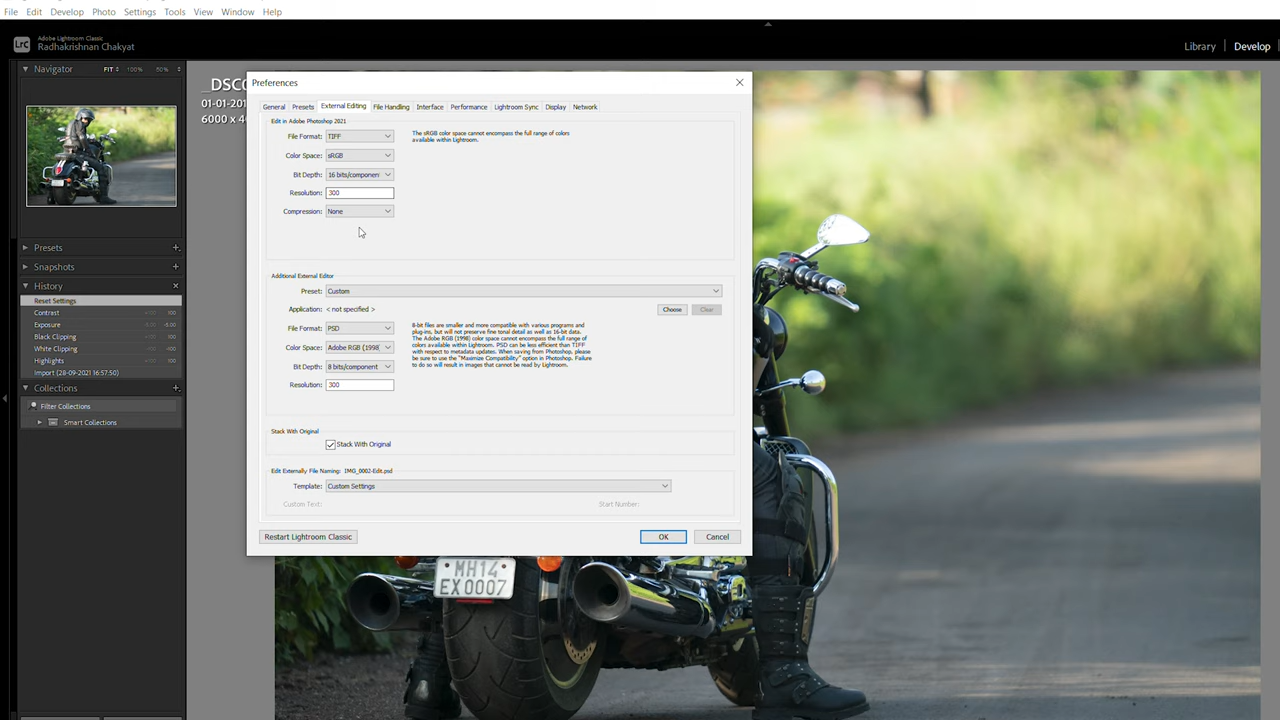 File Edit Develop Photo Settings Tools View Window Help
LrC Adobe Lightroom Classic
Radhakrishnan Chakyat
Library Develop
Navigator FIT 100% 50%
_DSC
01-01-201
6000 x 40
Preferences
General Presets External Editing File Handling Interface Performance Lightroom Sync Display Network
Edit in Adobe Photoshop 2021
File Format: TIFF
The sRGB color space cannot encompass the full range of colors
available within Lightroom.
Color Space: sRGB
Bit Depth: 16 bits/componen
Resolution: 300
Compression: None
Additional External Editor
Preset: Custom
Application: < not specified > Choose Clear
File Format: PSD
Color Space: Adobe RGB (1998)
Bit Depth: 8 bits/component
Resolution: 300
8-bit files are smaller and more compatible with various programs and
plug-ins, but will not preserve fine tonal detail as well as 16-bit data.
The Adobe RGB (1998) color space cannot encompass the full range of
colors available within Lightroom. PSD can be less efficient than TIFF
with respect to metadata updates. When saving from Photoshop, please
be sure to use the "Maximize Compatibility" option in Photoshop. Failure
to do so will result in images that cannot be read by Lightroom.
Stack With Original
Stack With Original
Edit Externally File Naming: IMG_0002-Edit.psd
Template: Custom Settings
Custom Text: Start Number:
Restart Lightroom Classic OK Cancel
Presets
Snapshots
History
Reset Settings
Contrast
Exposure
Black Clipping
White Clipping
Highlights
Import (28-09-2021 16:57:50)
Collections
Filter Collections
Smart Collections
MH14
EX0007